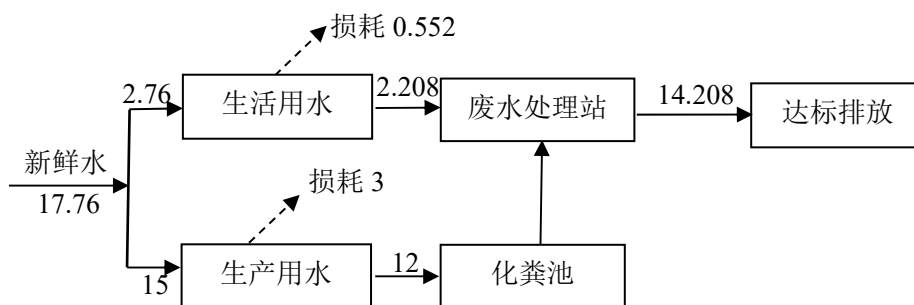 损耗 0.552
2.76
生活用水
2.208
废水处理站
14.208
达标排放
新鲜水
17.76
损耗 3
15
生产用水
12
化粪池